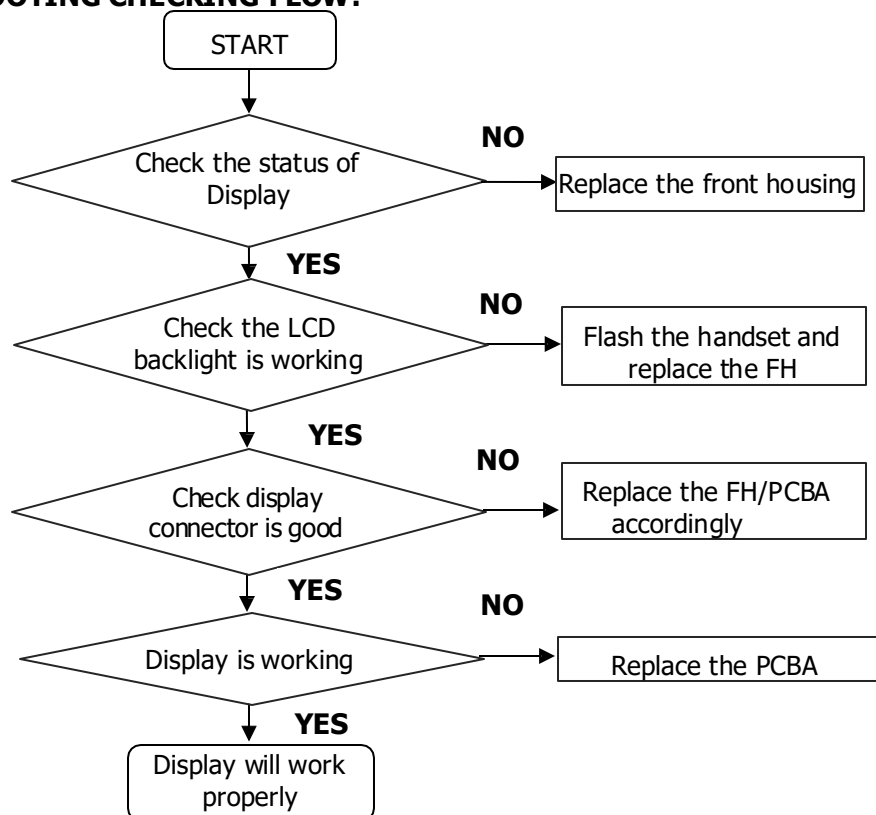 CHECKING FLOW:
START
Check the status of
Display
NO
Replace the front housing
YES
Check the LCD
backlight is working
NO
Flash the handset and
replace the FH
YES
Check display
connector is good
NO
Replace the FH/PCBA
accordingly
YES
Display is working
NO
Replace the PCBA
YES
Display will work
properly